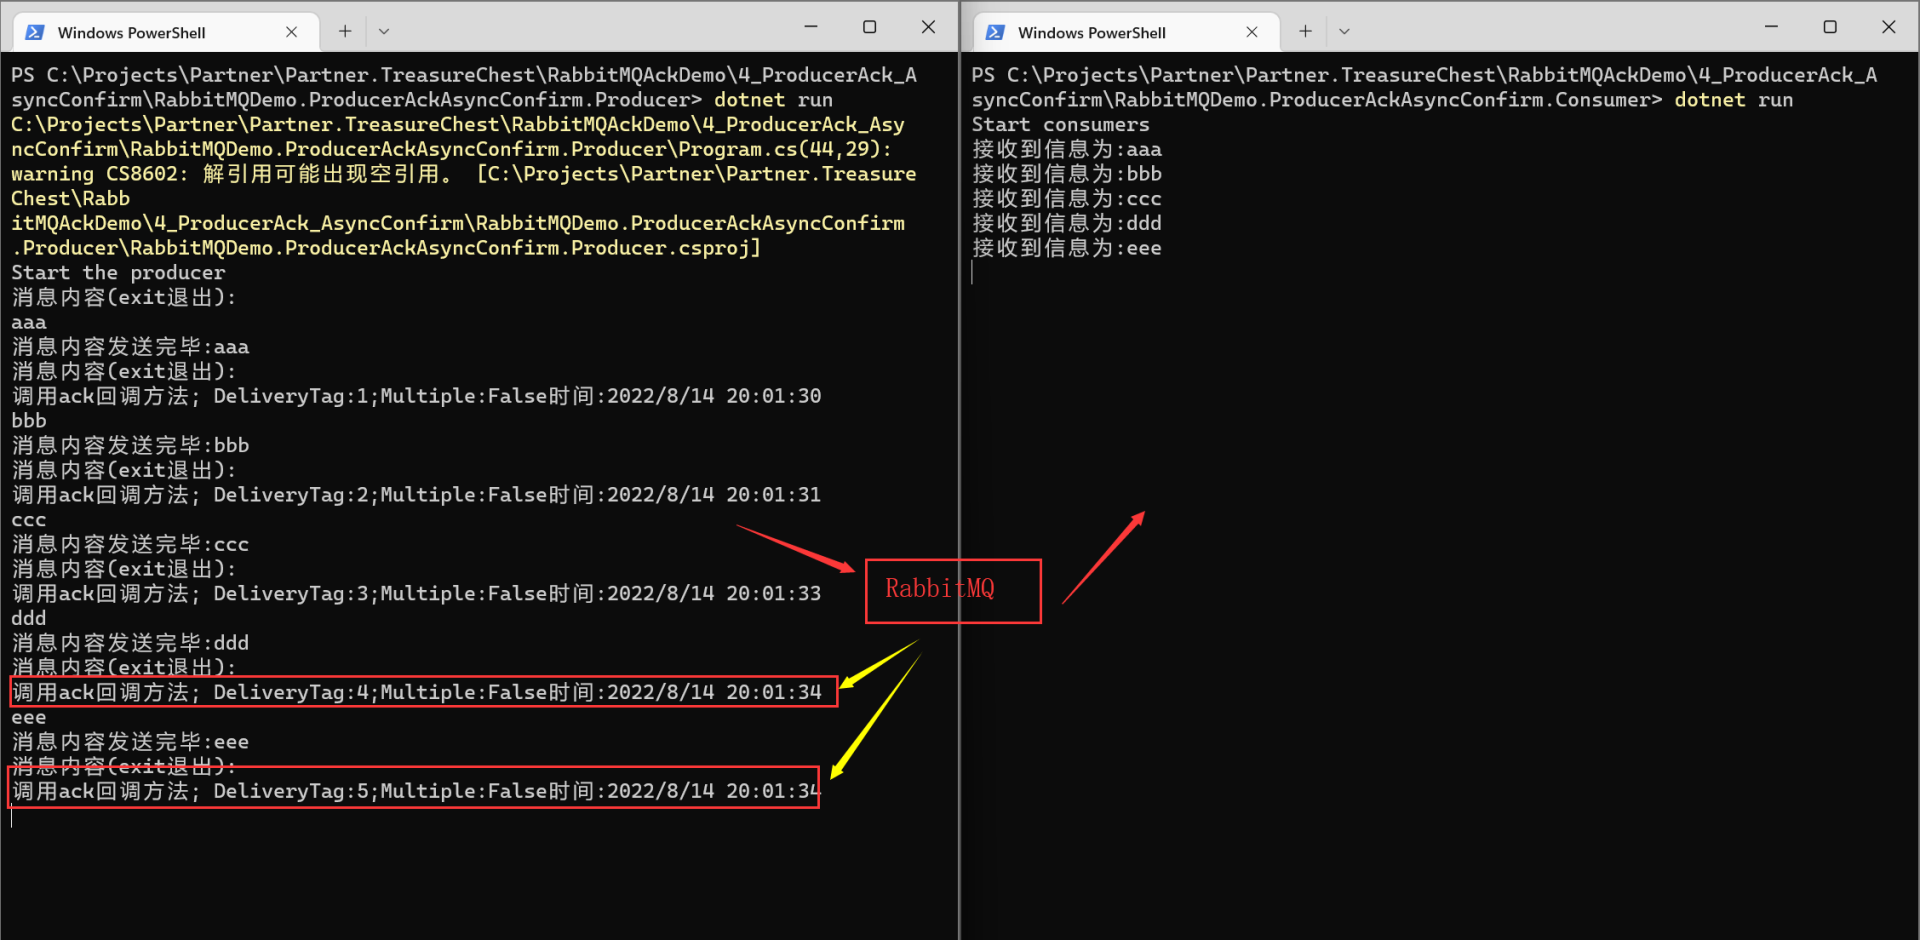 Windows PowerShell
PS C:\Projects\Partner\Partner.TreasureChest\RabbitMQAckDemo\4_ProducerAck_A
syncConfirm\RabbitMQDemo.ProducerAckAsyncConfirm.Producer> dotnet run
C:\Projects\Partner\Partner.TreasureChest\RabbitMQAckDemo\4_ProducerAck_Asy
ncConfirm\RabbitMQDemo.ProducerAckAsyncConfirm.Producer\Program.cs(44,29):
warning CS8602: 解引用可能出现空引用。 [C:\Projects\Partner\Partner.Treasure
Chest\Rabb
itMQAckDemo\4_ProducerAck_AsyncConfirm\RabbitMQDemo.ProducerAckAsyncConfirm
.Producer\RabbitMQDemo.ProducerAckAsyncConfirm.Producer.csproj]
Start the producer
消息内容(exit退出):
aaa
消息内容发送完毕:aaa
消息内容(exit退出):
调用ack回调方法; DeliveryTag:1;Multiple:False时间:2022/8/14 20:01:30
bbb
消息内容发送完毕:bbb
消息内容(exit退出):
调用ack回调方法; DeliveryTag:2;Multiple:False时间:2022/8/14 20:01:31
ccc
消息内容发送完毕:ccc
消息内容(exit退出):
调用ack回调方法; DeliveryTag:3;Multiple:False时间:2022/8/14 20:01:33
ddd
消息内容发送完毕:ddd
消息内容(exit退出):
调用ack回调方法; DeliveryTag:4;Multiple:False时间:2022/8/14 20:01:34
eee
消息内容发送完毕:eee
消息内容(exit退出):
调用ack回调方法; DeliveryTag:5;Multiple:False时间:2022/8/14 20:01:34
RabbitMQ
Windows PowerShell
PS C:\Projects\Partner\Partner.TreasureChest\RabbitMQAckDemo\4_ProducerAck_A
syncConfirm\RabbitMQDemo.ProducerAckAsyncConfirm.Consumer> dotnet run
Start consumers
接收到信息为:aaa
接收到信息为:bbb
接收到信息为:ccc
接收到信息为:ddd
接收到信息为:eee